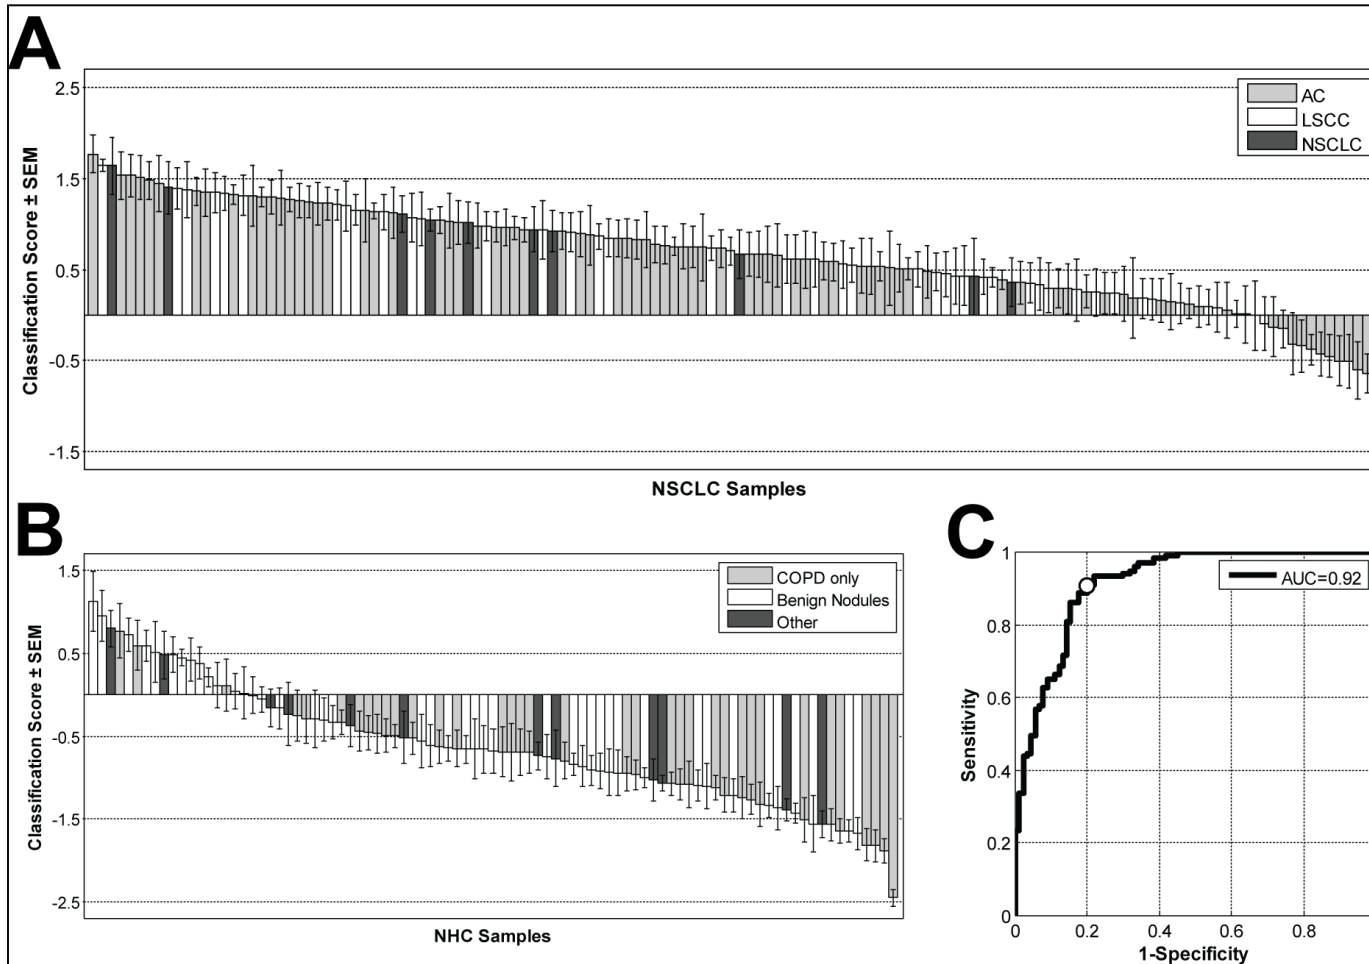 A
Classification Score ± SEM
2.5
1.5
0.5
-0.5
-1.5
AC
LSCC
NSCLC
NSCLC Samples
B
Classification Score ± SEM
1.5
0.5
-0.5
-1.5
-2.5
COPD only
Benign Nodules
Other
NHC Samples
C
Sensitivity
1
0.8
0.6
0.4
0.2
0
AUC=0.92
0
0.2
0.4
0.6
0.8
1-Specificity